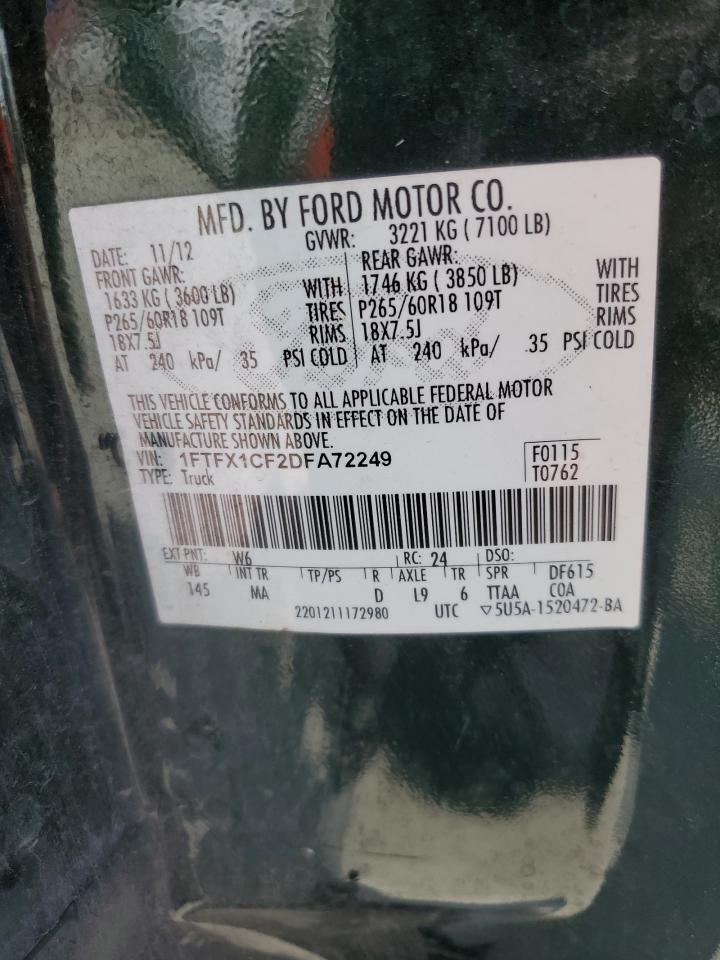 MFD. BY FORD MOTOR CO.
DATE: 11/12 GVWR: 3221 KG ( 7100 LB)
FRONT GAWR: REAR GAWR:
1633 KG ( 3600 LB) WITH 1746 KG ( 3850 LB) WITH
P265/60R18 109T TIRES P265/60R18 109T TIRES
18X7.5J RIMS 18X7.5J RIMS
AT 240 kPa/ 35 PSI COLD AT 240 kPa/ 35 PSI COLD
THIS VEHICLE CONFORMS TO ALL APPLICABLE FEDERAL MOTOR
VEHICLE SAFETY STANDARDS IN EFFECT ON THE DATE OF
MANUFACTURE SHOWN ABOVE.
VIN: 1FTFX1CF2DFA72249 F0115
TYPE: Truck T0762
EXT PNT: W6 RC: 24 DSO:
WB INT TR TP/PS R AXLE TR SPR DF615
145 MA D L9 6 TTAA COA
2201211172980 UTC ▽5U5A-1520472-BA